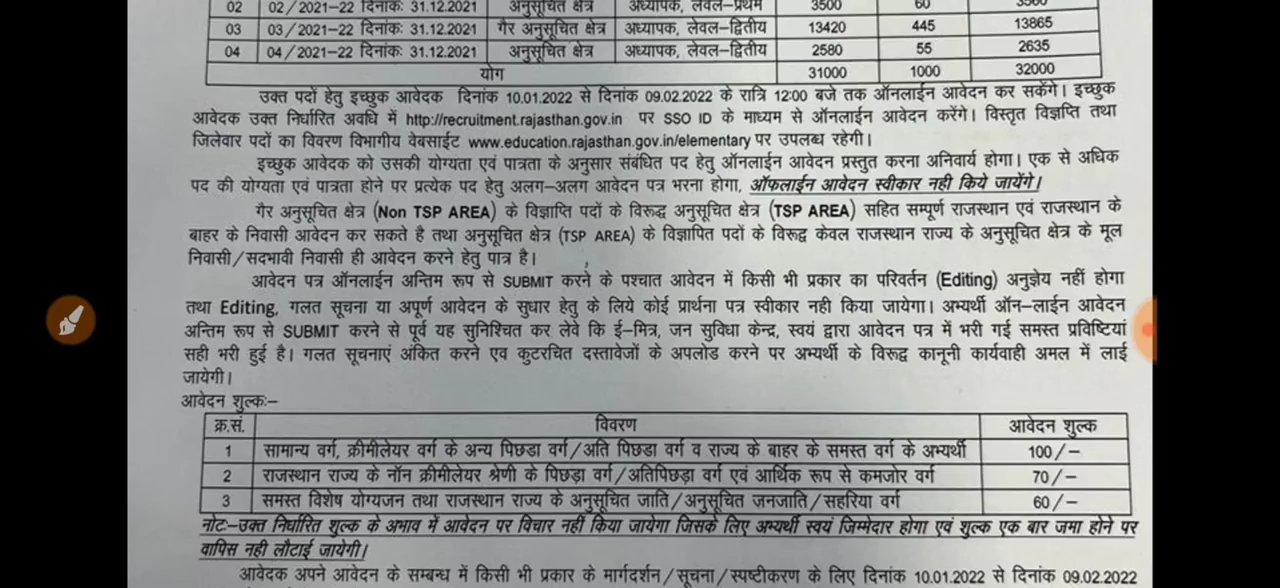 02 02/2021-22 दिनांक: 31.12.2021 अनुसूचित क्षेत्र अध्यापक, लेवल-प्रथम 3500 60 3560
03 03/2021-22 दिनांक: 31.12.2021 गैर अनुसूचित क्षेत्र अध्यापक, लेवल-द्वितीय 13420 445 13865
04 04/2021-22 दिनांक: 31.12.2021 अनुसूचित क्षेत्र अध्यापक, लेवल-द्वितीय 2580 55 2635
योग 31000 1000 32000
उक्त पदों हेतु इच्छुक आवेदक दिनांक 10.01.2022 से दिनांक 09.02.2022 के रात्रि 12:00 बजे तक ऑनलाईन आवेदन कर सकेंगे। इच्छुक
आवेदक उक्त निर्धारित अवधि में http://recruitment.rajasthan.gov.in पर SSO ID के माध्यम से ऑनलाईन आवेदन करेंगे। विस्तृत विज्ञप्ति तथा
जिलेवार पदों का विवरण विभागीय वेबसाईट www.education.rajasthan.gov.in/elementary पर उपलब्ध रहेगी।
इच्छुक आवेदक को उसकी योग्यता एवं पात्रता के अनुसार संबंधित पद हेतु ऑनलाईन आवेदन प्रस्तुत करना अनिवार्य होगा। एक से अधिक
पद की योग्यता एवं पात्रता होने पर प्रत्येक पद हेतु अलग-अलग आवेदन पत्र भरना होगा, ऑफलाईन आवेदन स्वीकार नही किये जायेंगे।
गैर अनुसूचित क्षेत्र (Non TSP AREA) के विज्ञाप्ति पदों के विरूद्ध अनुसूचित क्षेत्र (TSP AREA) सहित सम्पूर्ण राजस्थान एवं राजस्थान के
बाहर के निवासी आवेदन कर सकते है तथा अनुसूचित क्षेत्र (TSP AREA) के विज्ञापित पदों के विरूद्व केवल राजस्थान राज्य के अनुसूचित क्षेत्र के मूल
निवासी/सदभावी निवासी ही आवेदन करने हेतु पात्र है।
आवेदन पत्र ऑनलाईन अन्तिम रूप से SUBMIT करने के पश्चात आवेदन में किसी भी प्रकार का परिवर्तन (Editing) अनुज्ञेय नहीं होगा
तथा Editing, गलत सूचना या अपूर्ण आवेदन के सुधार हेतु के लिये कोई प्रार्थना पत्र स्वीकार नही किया जायेगा। अभ्यर्थी ऑन-लाईन आवेदन
अन्तिम रूप से SUBMIT करने से पूर्व यह सुनिश्चित कर लेवे कि ई-मित्र, जन सुविधा केन्द्र, स्वयं द्वारा आवेदन पत्र में भरी गई समस्त प्रविष्टियां
सही भरी हुई है। गलत सूचनाएं अंकित करने एव कुटरचित दस्तावेजों के अपलोड करने पर अभ्यर्थी के विरूद्व कानूनी कार्यवाही अमल में लाई
जायेगी।
आवेदन शुल्कः-
क्र.सं. विवरण आवेदन शुल्क
1 सामान्य वर्ग, क्रीमीलेयर वर्ग के अन्य पिछडा वर्ग/अति पिछडा वर्ग व राज्य के बाहर के समस्त वर्ग के अभ्यर्थी 100/-
2 राजस्थान राज्य के नॉन क्रीमीलेयर श्रेणी के पिछड़ा वर्ग/अतिपिछड़ा वर्ग एवं आर्थिक रूप से कमजोर वर्ग 70/-
3 समस्त विशेष योग्यजन तथा राजस्थान राज्य के अनुसूचित जाति/अनुसूचित जनजाति/सहरिया वर्ग 60/-
नोटः-उक्त निर्धारित शुल्क के अभाव में आवेदन पर विचार नहीं किया जायेगा जिसके लिए अभ्यर्थी स्वयं जिम्मेदार होगा एवं शुल्क एक बार जमा होने पर
वापिस नही लौटाई जायेगी।
आवेदक अपने आवेदन के सम्बन्ध में किसी भी प्रकार के मार्गदर्शन/सूचना/स्पष्टीकरण के लिए दिनांक 10.01.2022 से दिनांक 09.02.2022